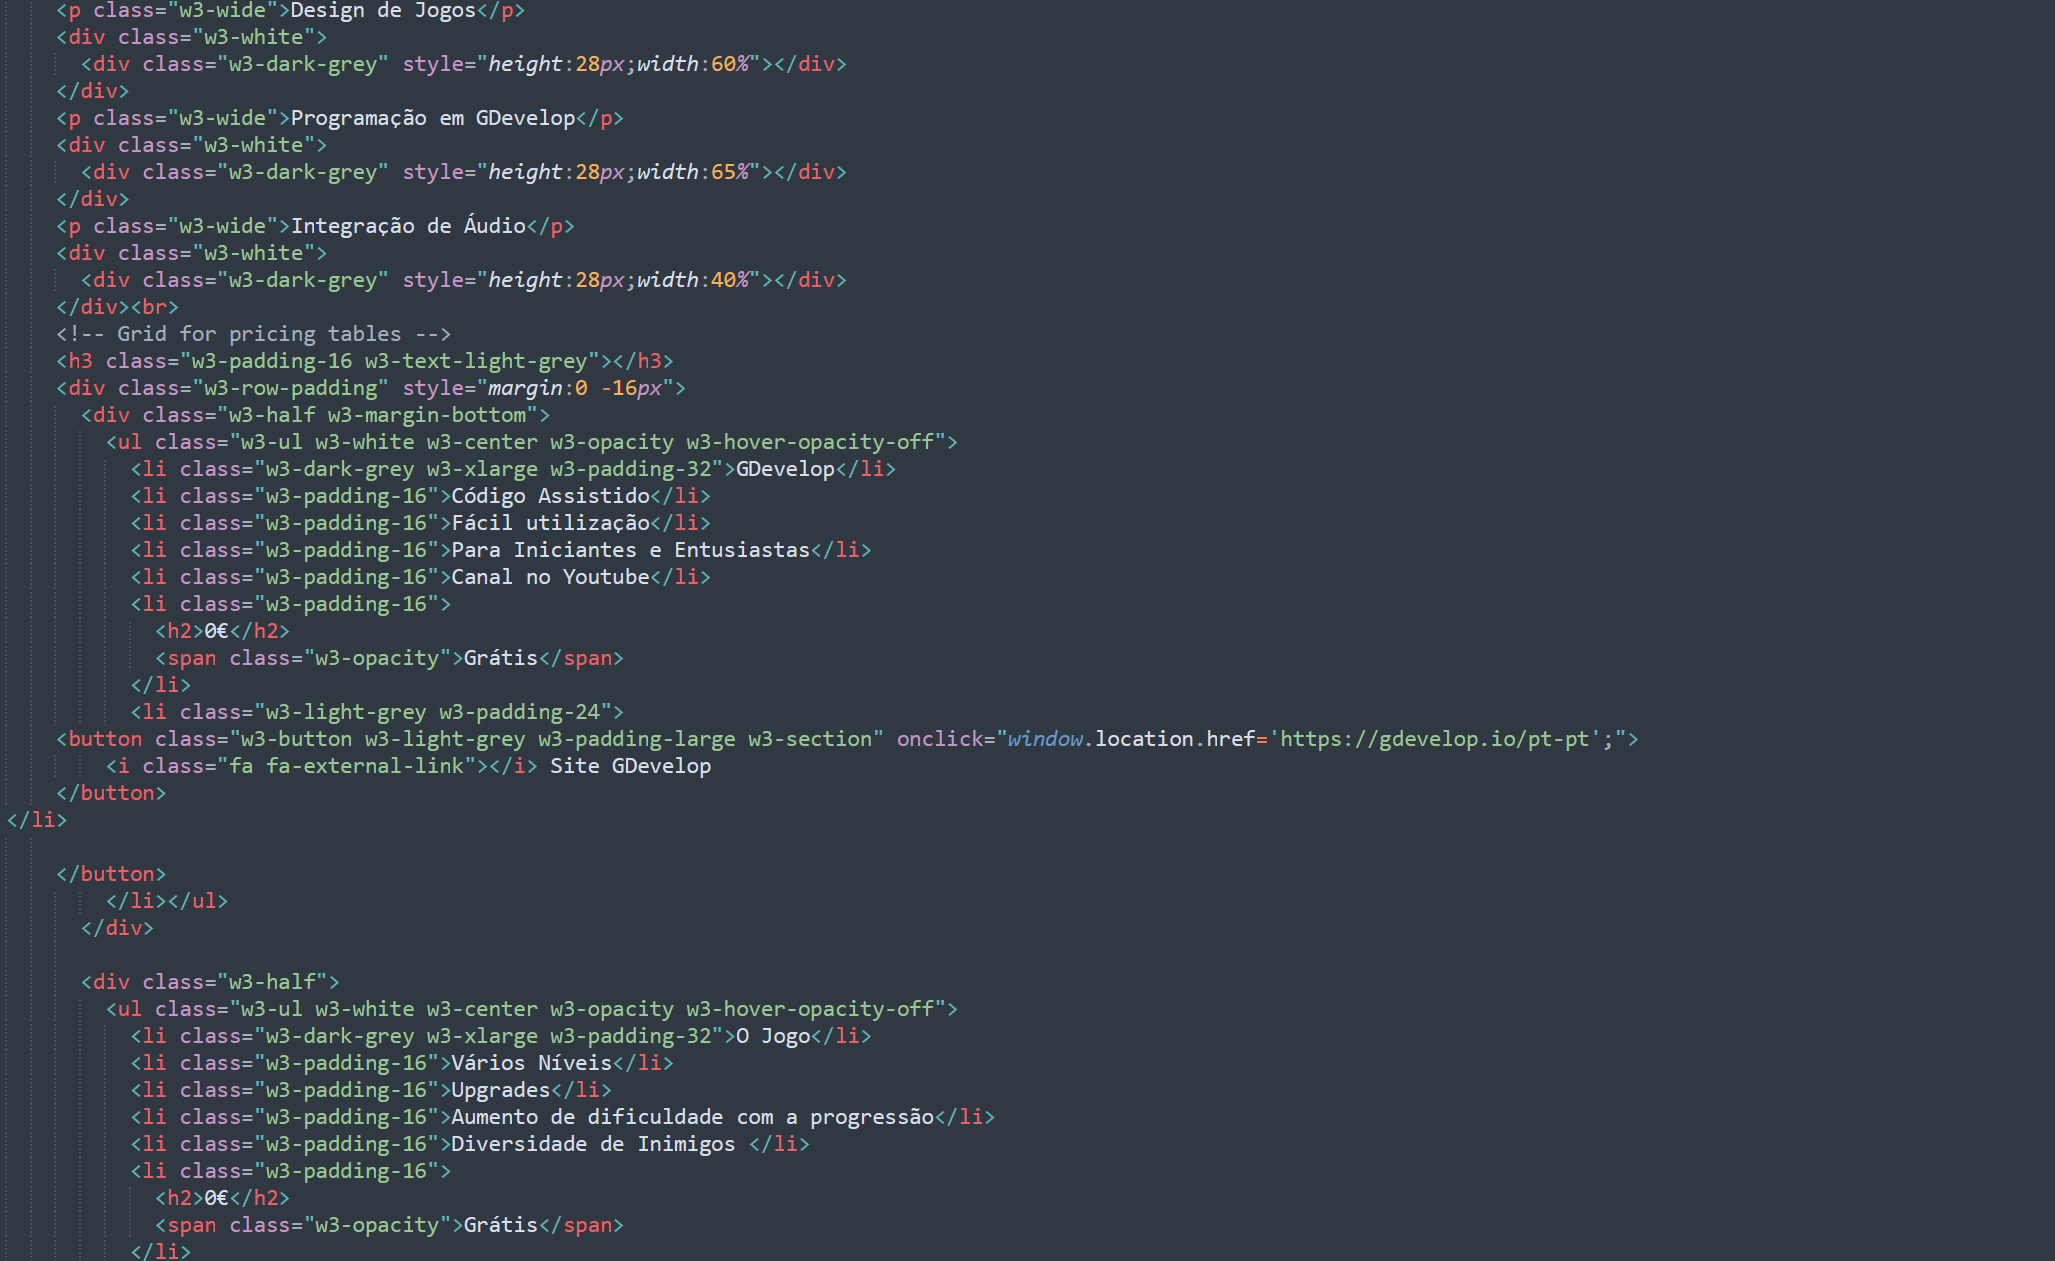 <p class="w3-wide">Design de Jogos</p>
<div class="w3-white">
<div class="w3-dark-grey" style="height:28px;width:60%"></div>
</div>
<p class="w3-wide">Programação em GDevelop</p>
<div class="w3-white">
<div class="w3-dark-grey" style="height:28px;width:65%"></div>
</div>
<p class="w3-wide">Integração de Áudio</p>
<div class="w3-white">
<div class="w3-dark-grey" style="height:28px;width:40%"></div>
</div><br>
<!-- Grid for pricing tables -->
<h3 class="w3-padding-16 w3-text-light-grey"></h3>
<div class="w3-row-padding" style="margin:0 -16px">
<div class="w3-half w3-margin-bottom">
<ul class="w3-ul w3-white w3-center w3-opacity w3-hover-opacity-off">
<li class="w3-dark-grey w3-xlarge w3-padding-32">GDevelop</li>
<li class="w3-padding-16">Código Assistido</li>
<li class="w3-padding-16">Fácil utilização</li>
<li class="w3-padding-16">Para Iniciantes e Entusiastas</li>
<li class="w3-padding-16">Canal no Youtube</li>
<li class="w3-padding-16">
<h2>0€</h2>
<span class="w3-opacity">Grátis</span>
</li>
<li class="w3-light-grey w3-padding-24">
<button class="w3-button w3-light-grey w3-padding-large w3-section" onclick="window.location.href='https://gdevelop.io/pt-pt';">
<i class="fa fa-external-link"></i> Site GDevelop
</button>
</li>
</button>
</li></ul>
</div>
<div class="w3-half">
<ul class="w3-ul w3-white w3-center w3-opacity w3-hover-opacity-off">
<li class="w3-dark-grey w3-xlarge w3-padding-32">O Jogo</li>
<li class="w3-padding-16">Vários Níveis</li>
<li class="w3-padding-16">Upgrades</li>
<li class="w3-padding-16">Aumento de dificuldade com a progressão</li>
<li class="w3-padding-16">Diversidade de Inimigos </li>
<li class="w3-padding-16">
<h2>0€</h2>
<span class="w3-opacity">Grátis</span>
</li>